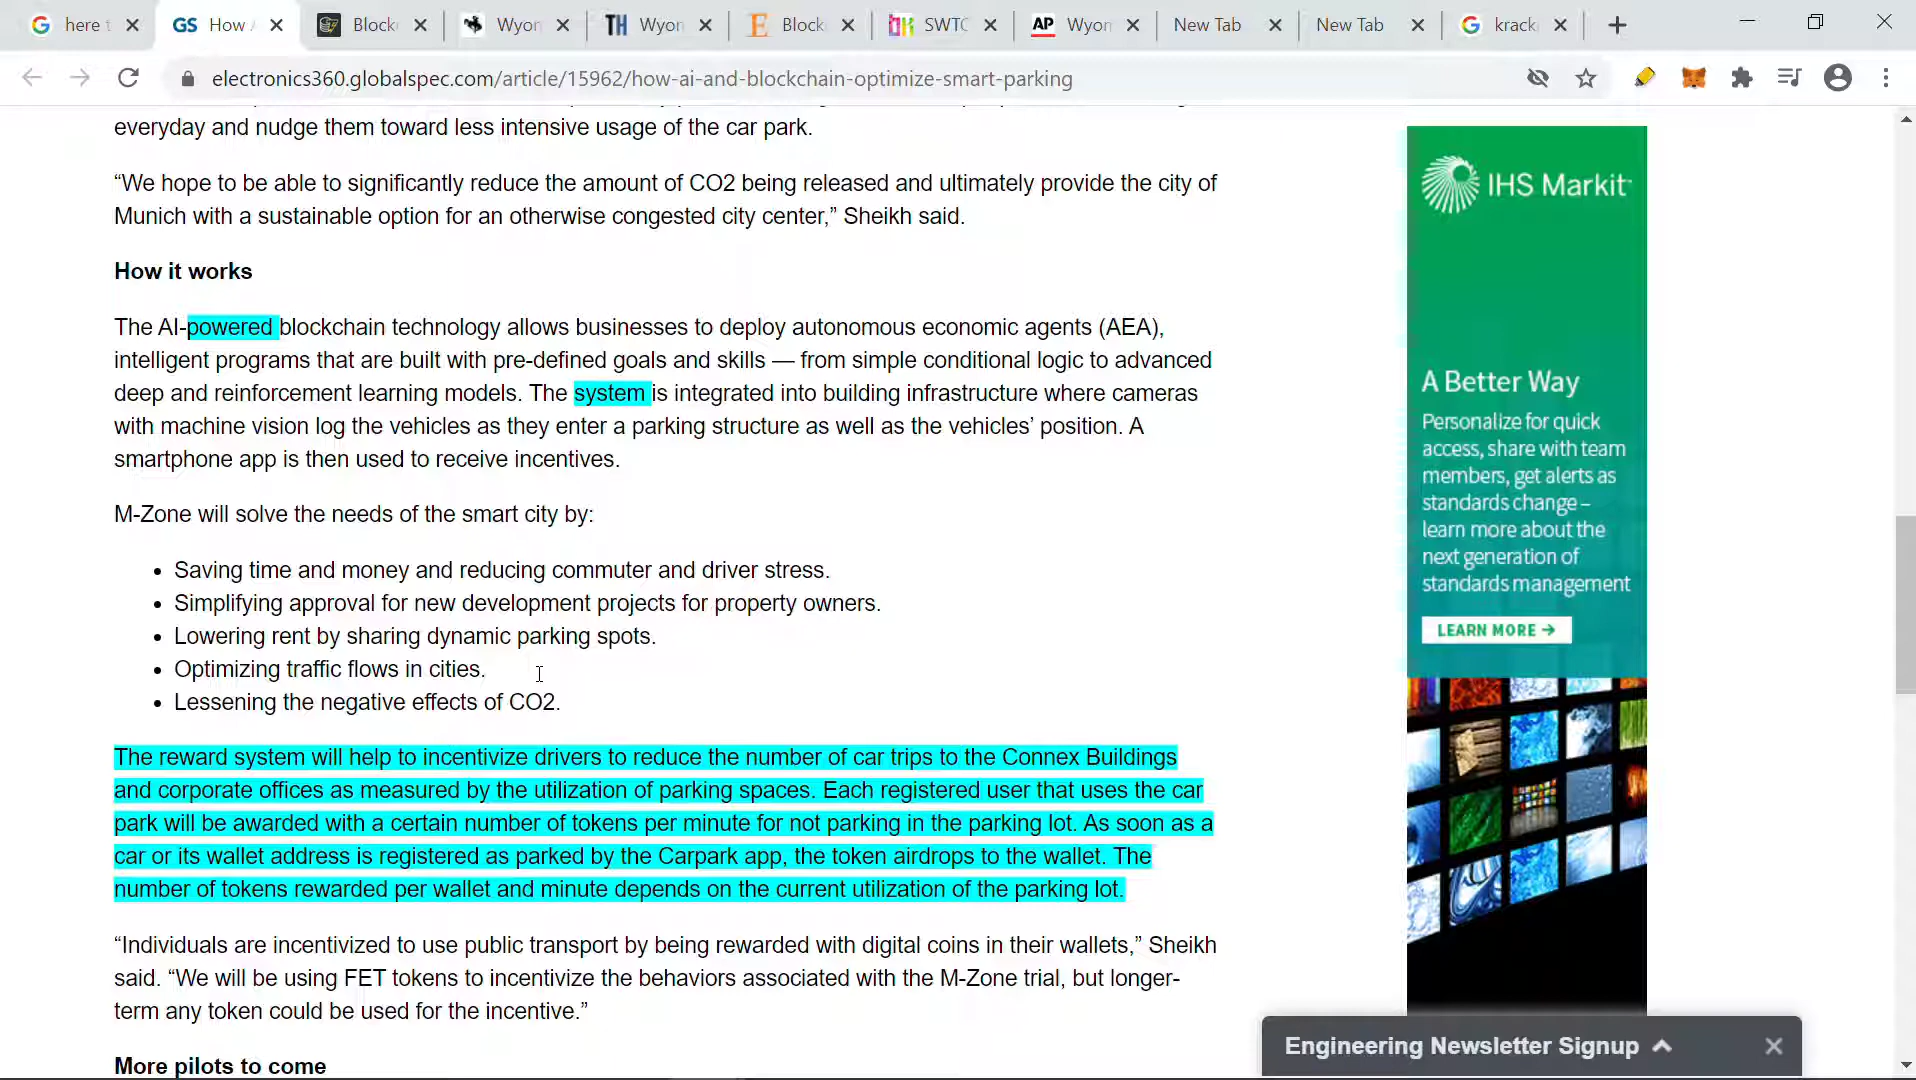 here t
GS How A
Block
Wyon
TH Wyon
E Block
SWTC
AP Wyon
New Tab
New Tab
krack
electronics360.globalspec.com/article/15962/how-ai-and-blockchain-optimize-smart-parking
everyday and nudge them toward less intensive usage of the car park.
“We hope to be able to significantly reduce the amount of CO2 being released and ultimately provide the city of
Munich with a sustainable option for an otherwise congested city center,” Sheikh said.
How it works
The AI-powered blockchain technology allows businesses to deploy autonomous economic agents (AEA),
intelligent programs that are built with pre-defined goals and skills — from simple conditional logic to advanced
deep and reinforcement learning models. The system is integrated into building infrastructure where cameras
with machine vision log the vehicles as they enter a parking structure as well as the vehicles’ position. A
smartphone app is then used to receive incentives.
M-Zone will solve the needs of the smart city by:
• Saving time and money and reducing commuter and driver stress.
• Simplifying approval for new development projects for property owners.
• Lowering rent by sharing dynamic parking spots.
• Optimizing traffic flows in cities.
• Lessening the negative effects of CO2.
The reward system will help to incentivize drivers to reduce the number of car trips to the Connex Buildings
and corporate offices as measured by the utilization of parking spaces. Each registered user that uses the car
park will be awarded with a certain number of tokens per minute for not parking in the parking lot. As soon as a
car or its wallet address is registered as parked by the Carpark app, the token airdrops to the wallet. The
number of tokens rewarded per wallet and minute depends on the current utilization of the parking lot.
“Individuals are incentivized to use public transport by being rewarded with digital coins in their wallets,” Sheikh
said. “We will be using FET tokens to incentivize the behaviors associated with the M-Zone trial, but longer-
term any token could be used for the incentive.”
More pilots to come
IHS Markit
A Better Way
Personalize for quick
access, share with team
members, get alerts as
standards change –
learn more about the
next generation of
standards management
LEARN MORE →
Engineering Newsletter Signup